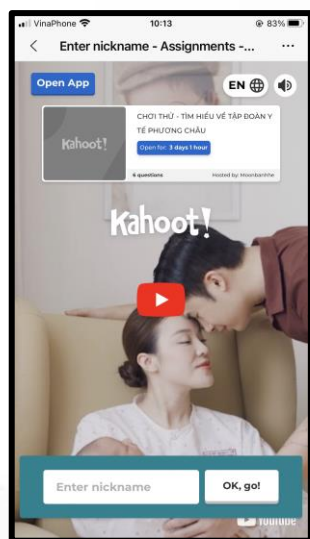 VinaPhone 10:13 83%
Enter nickname - Assignments -...
Open App EN
Kahoot!
CHƠI THỬ - TÌM HIỂU VỀ TẬP ĐOÀN Y
TẾ PHƯƠNG CHÂU
Open for: 3 days 1 hour
6 questions Hosted by: Moonbanhhe
Kahoot!
Enter nickname OK, go!
YouTube